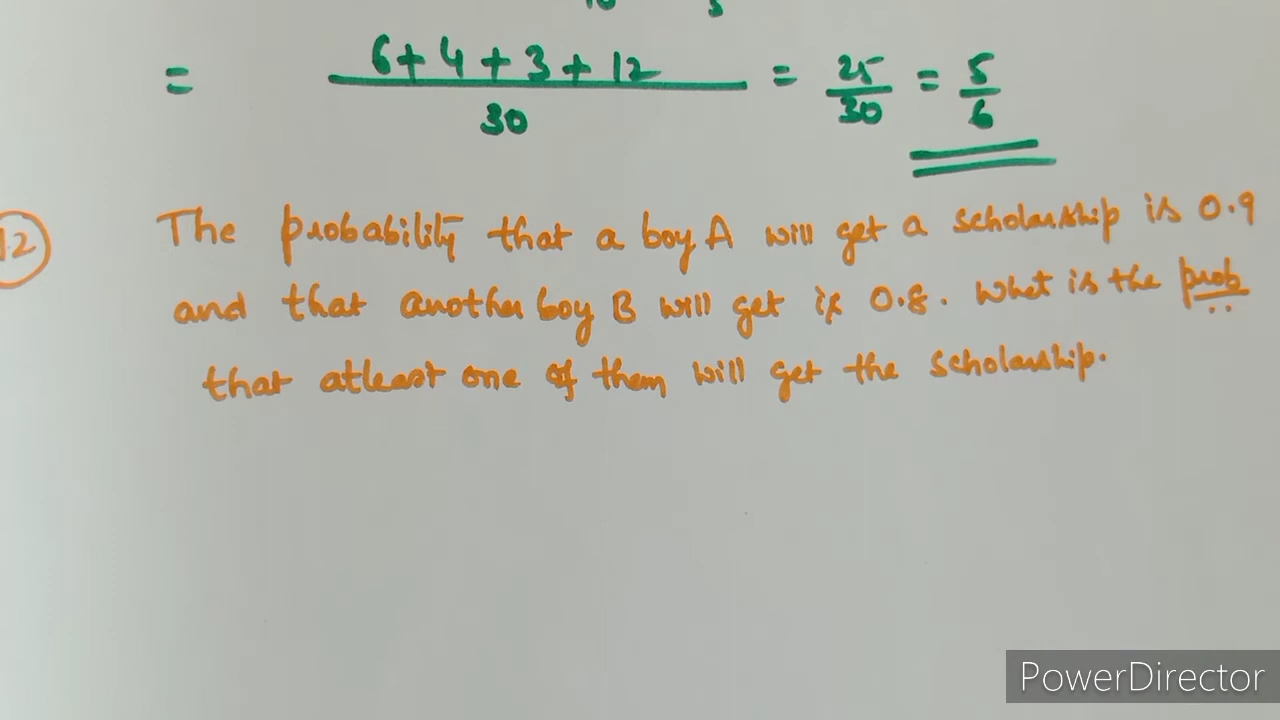 = 6+4+3+12 = 25 = 5
30 30 6
12 The probability that a boy A will get a scholarship is 0.9
and that another boy B will get is 0.8. What is the prob
that atleast one of them will get the scholarship.
PowerDirector